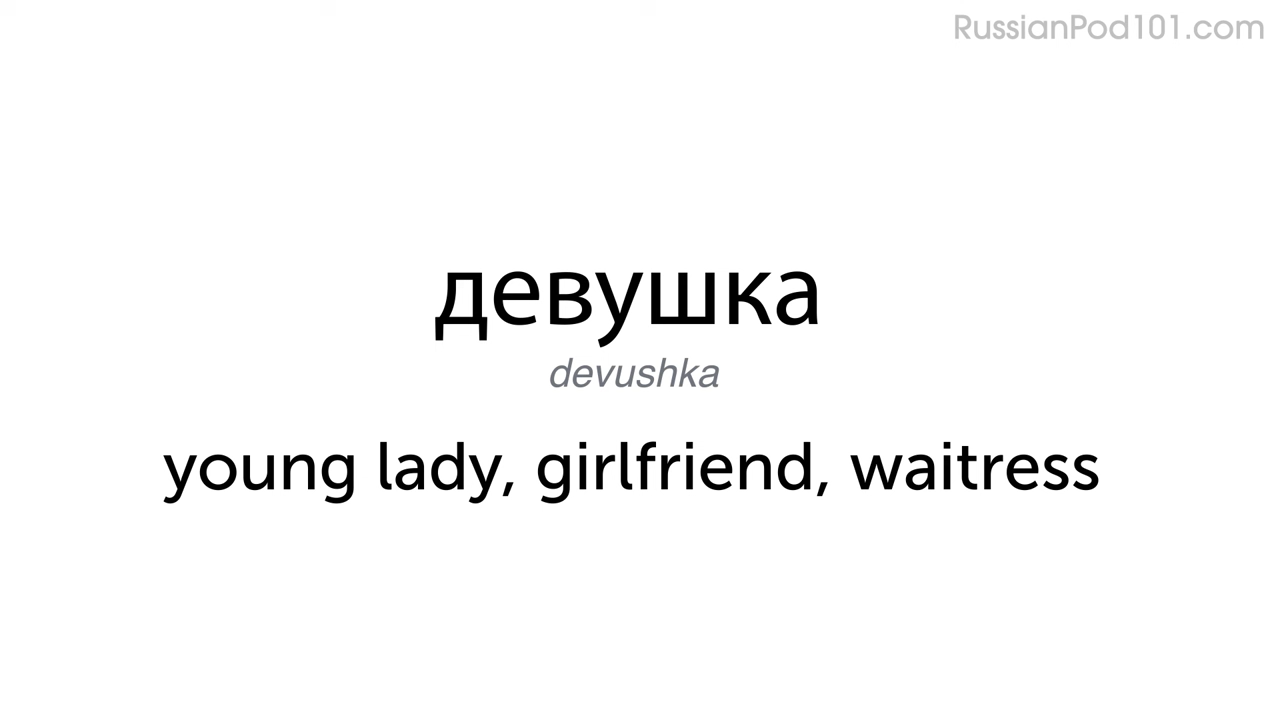 RussianPod101.com
девушка
devushka
young lady, girlfriend, waitress